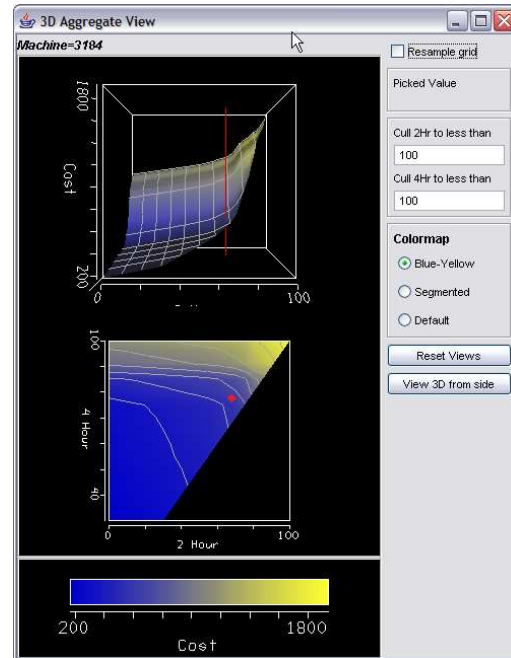 3D Aggregate View
Machine=3184
Resample grid
Picked Value
Cull 2Hr to less than
100
Cull 4Hr to less than
100
Colormap
Blue-Yellow
Segmented
Default
Reset Views
View 3D from side
1800
Cost
200
0
100
100
4 Hour
40
0
100
2 Hour
200
1800
Cost